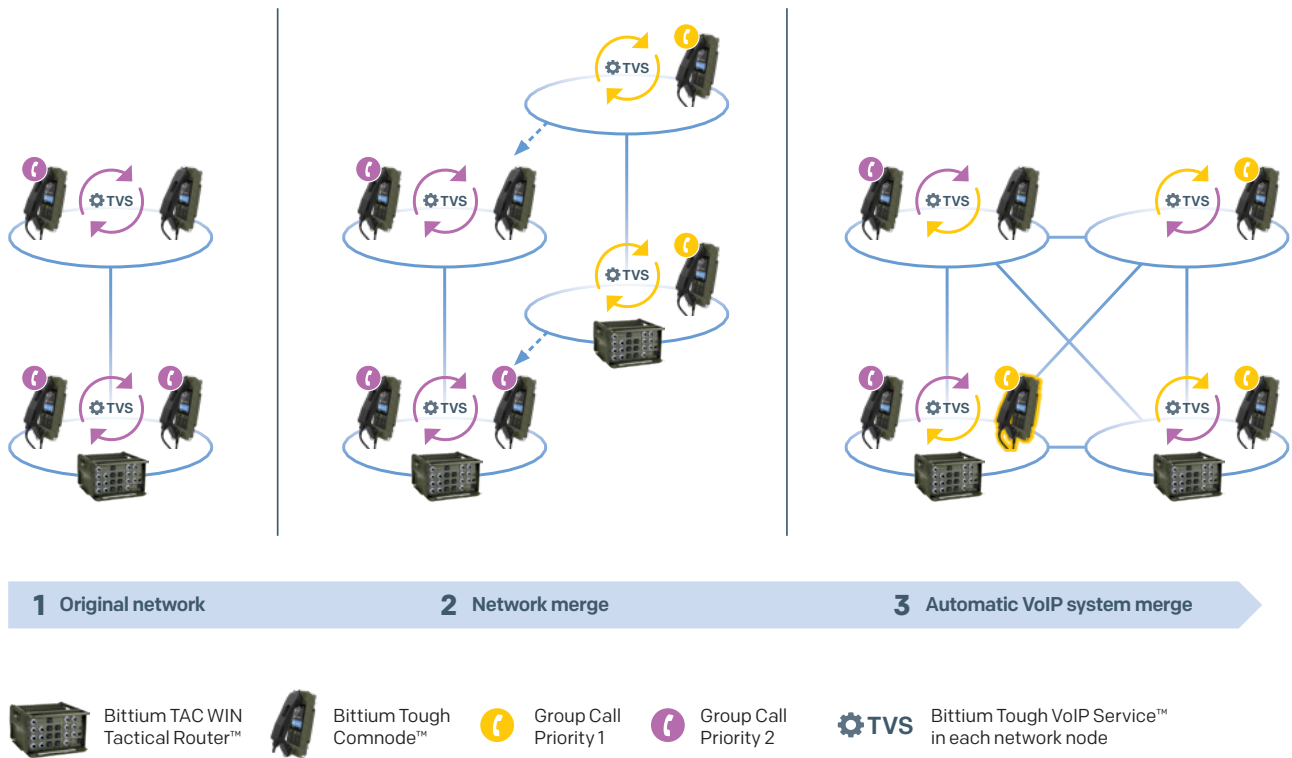 TVS
TVS
TVS
TVS
TVS
TVS
TVS
TVS
TVS
TVS
1 Original network
2 Network merge
3 Automatic VoIP system merge
Bittium TAC WIN
Tactical Router™
Bittium Tough
Comnode™
Group Call
Priority 1
Group Call
Priority 2
TVS
Bittium Tough VoIP Service™
in each network node